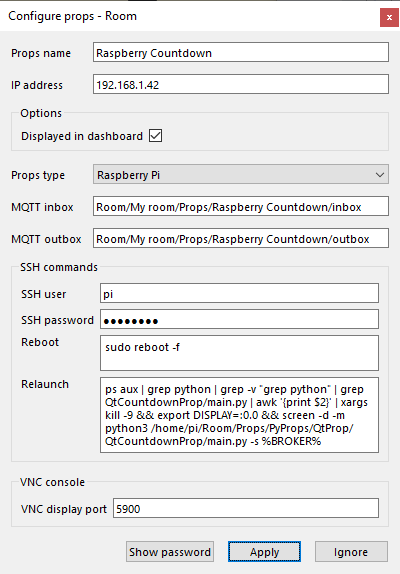 Configure props - Room
x
Props name Raspberry Countdown
IP address 192.168.1.42
Options
Displayed in dashboard
Props type Raspberry Pi
MQTT inbox Room/My room/Props/Raspberry Countdown/inbox
MQTT outbox Room/My room/Props/Raspberry Countdown/outbox
SSH commands
SSH user pi
SSH password ●●●●●●●●
Reboot sudo reboot -f
Relaunch ps aux | grep python | grep -v "grep python" | grep
QtCountdownProp/main.py | awk '{print $2}' | xargs
kill -9 && export DISPLAY=:0.0 && screen -d -m
python3 /home/pi/Room/Props/PyProps/QtProp/
QtCountdownProp/main.py -s %BROKER%
VNC console
VNC display port 5900
Show password Apply Ignore